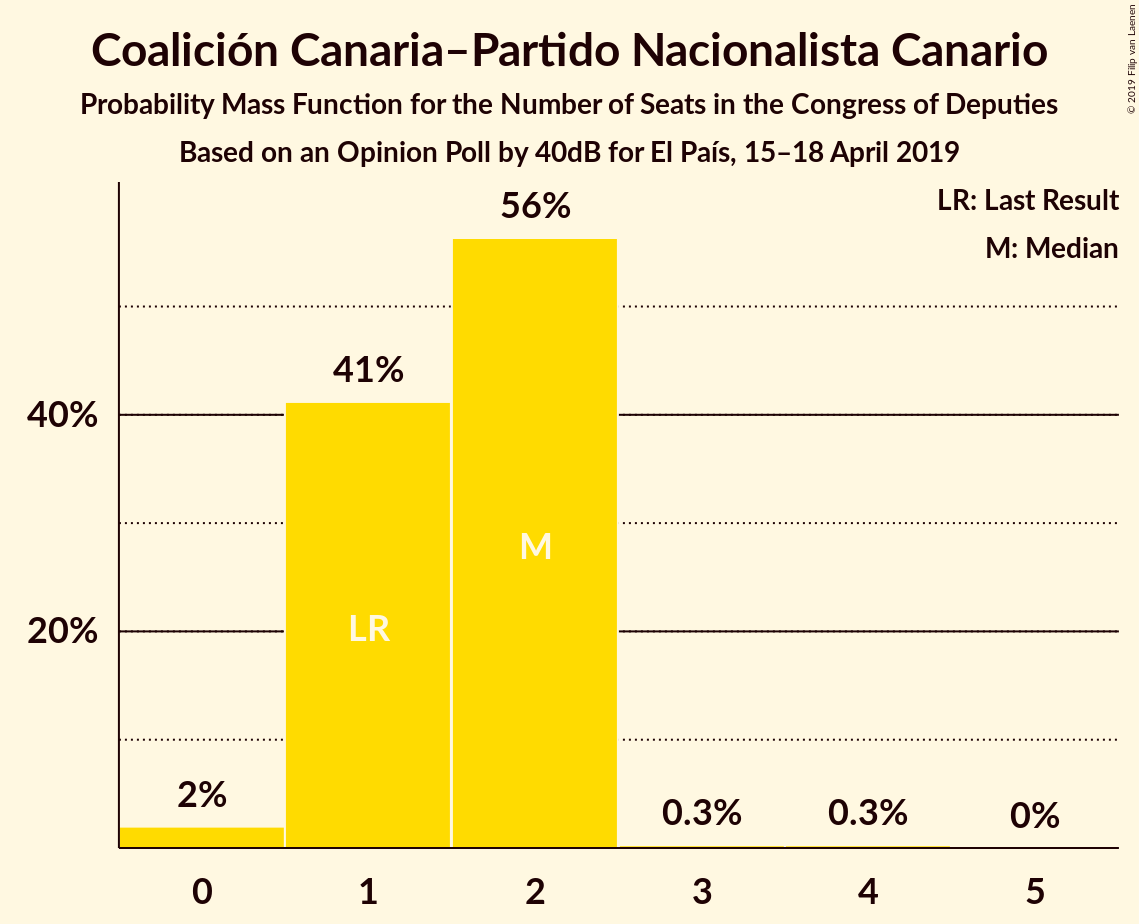 Coalición Canaria–Partido Nacionalista Canario
Probability Mass Function for the Number of Seats in the Congress of Deputies
Based on an Opinion Poll by 40dB for El País, 15–18 April 2019
© 2019 Filip van Laenen
LR: Last Result
M: Median
56%
41%
40%
M
LR
20%
2%
0.3%
0.3%
0%
0 1 2 3 4 5